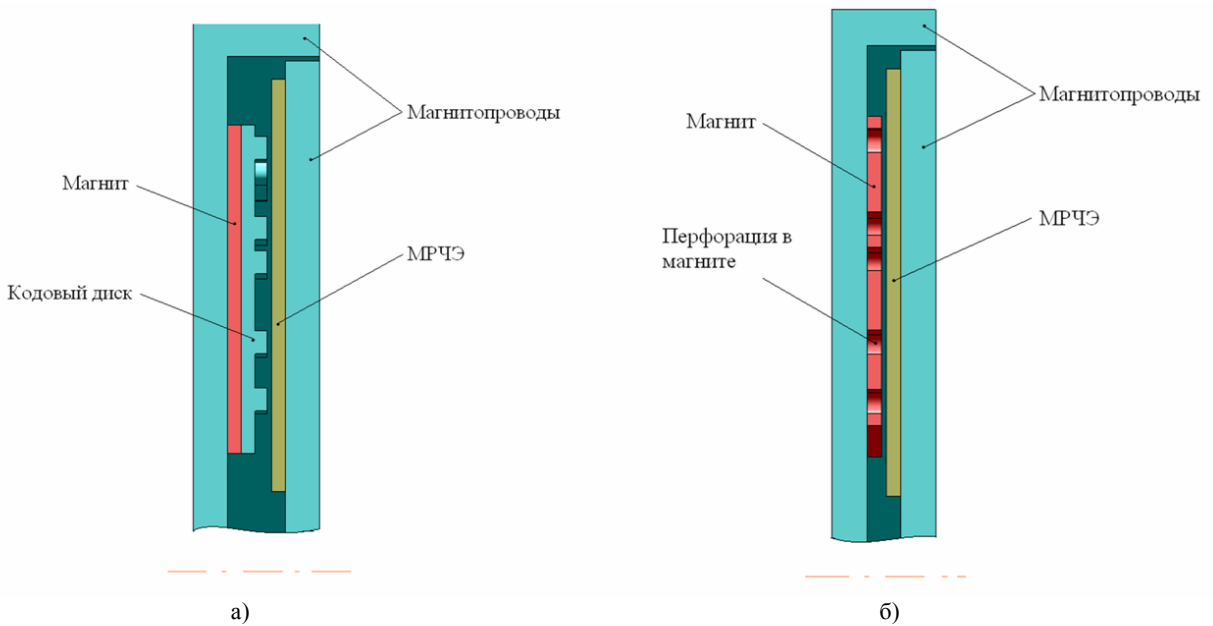 Магнитопроводы
Магнит
МРЧЭ
Кодовый диск
а)
Магнитопроводы
Магнит
МРЧЭ
Перфорация в
магните
б)